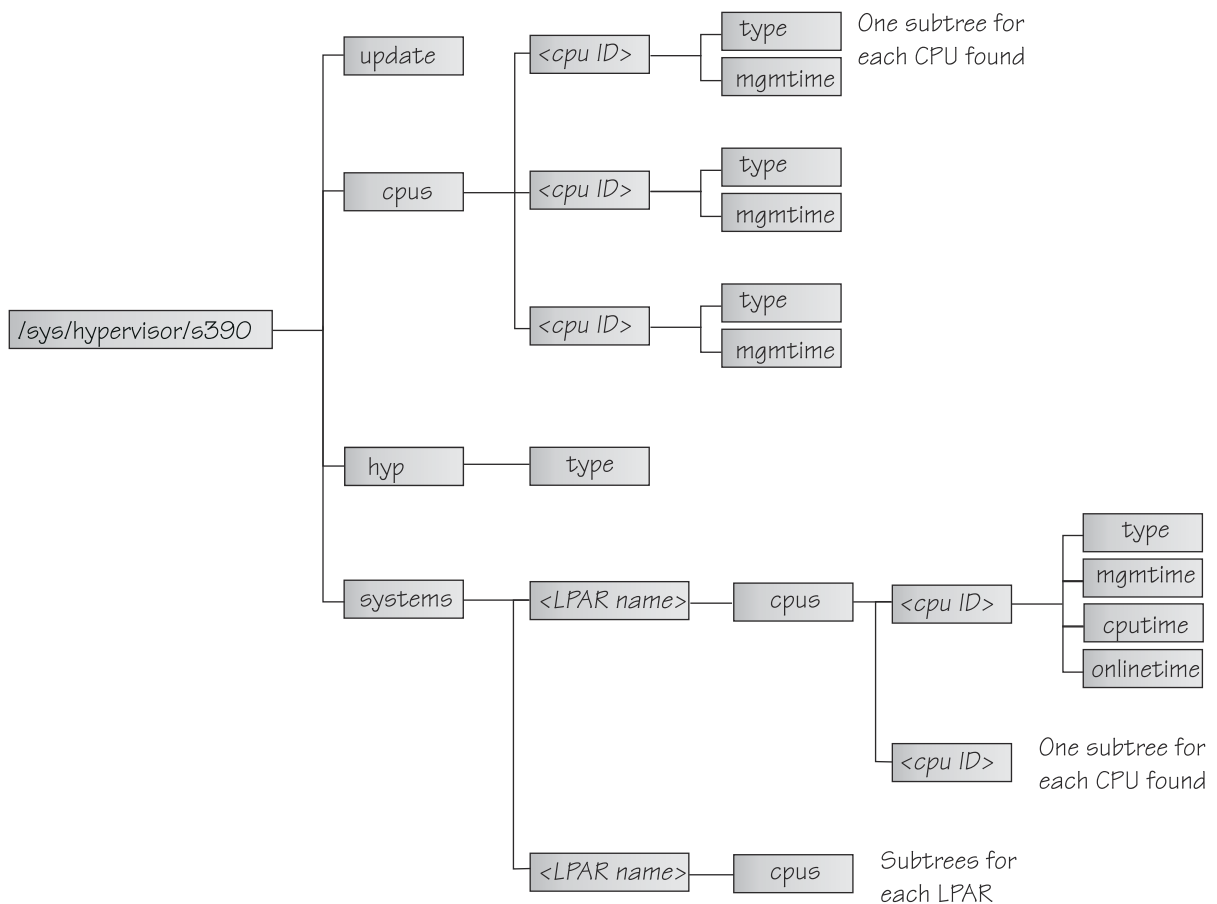 update
<cpu ID>
type
mgmtime
One subtree for
each CPU found
cpus
<cpu ID>
type
mgmtime
<cpu ID>
type
mgmtime
/sys/hypervisor/s390
hyp
type
systems
<LPAR name>
cpus
<cpu ID>
type
mgmtime
cputime
onlinetime
<cpu ID>
One subtree for
each CPU found
<LPAR name>
cpus
Subtrees for
each LPAR